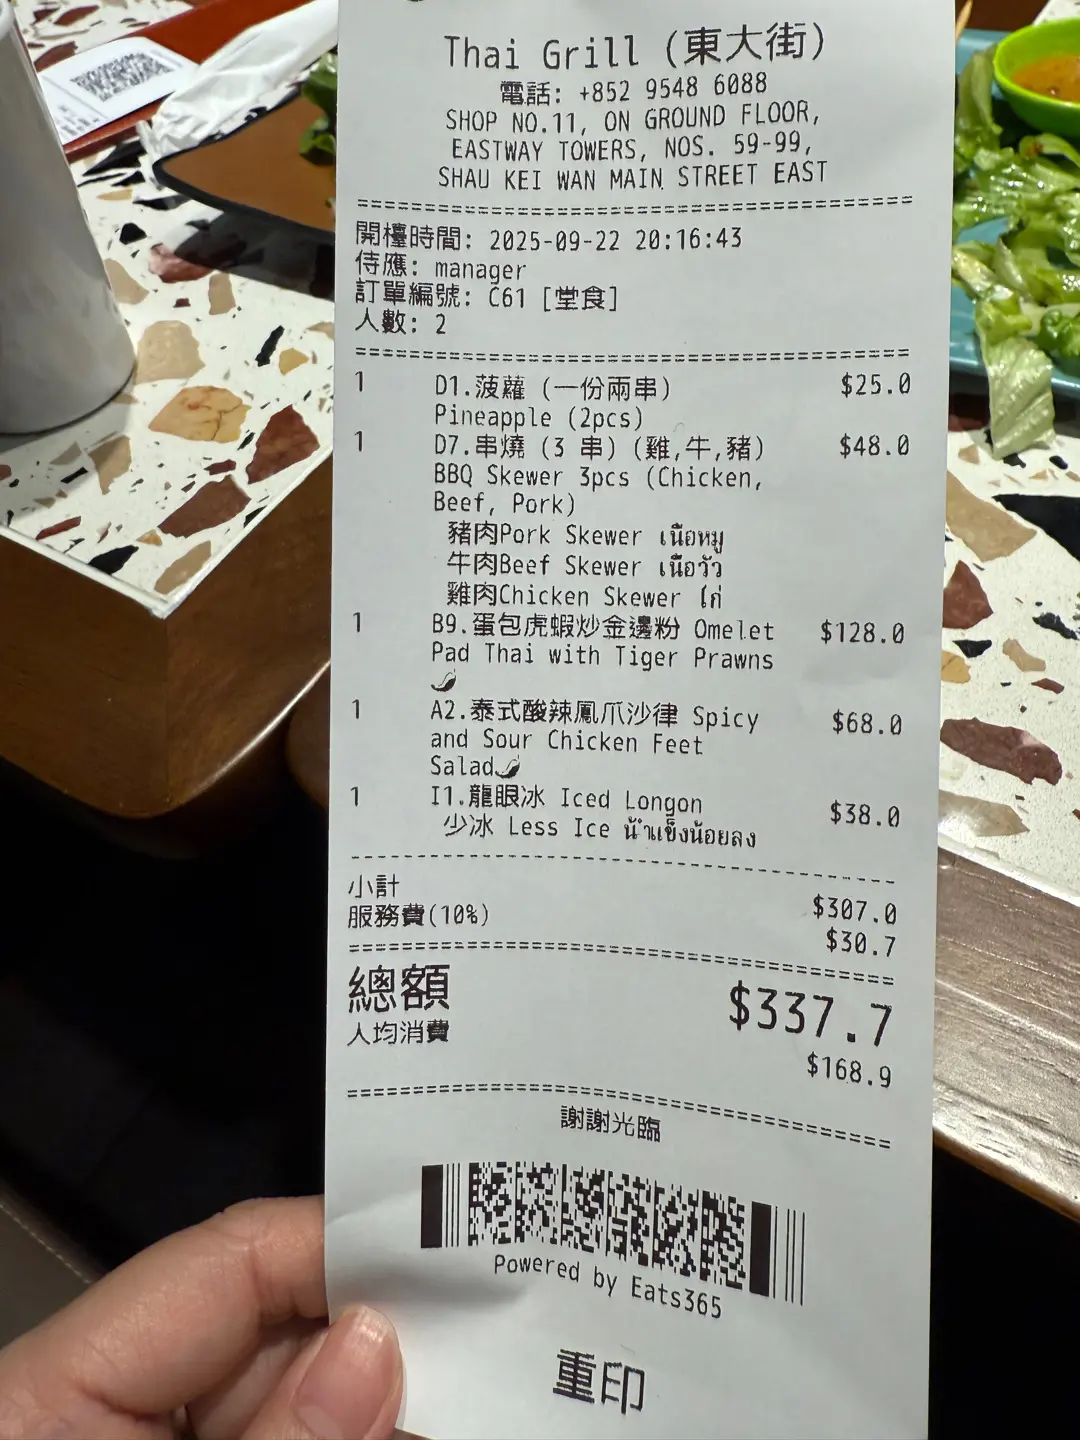 Thai Grill (東大街)
電話: +852 9548 6088
SHOP NO.11, ON GROUND FLOOR,
EASTWAY TOWERS, NOS. 59-99,
SHAU KEI WAN MAIN STREET EAST
開檯時間: 2025-09-22 20:16:43
侍應: manager
訂單編號: C61 [堂食]
人數: 2
1 D1.菠蘿 (一份兩串) $25.0
Pineapple (2pcs)
1 D7.串燒 (3 串) (雞,牛,豬) $48.0
BBQ Skewer 3pcs (Chicken,
Beef, Pork)
豬肉Pork Skewer เนื้อหมู
牛肉Beef Skewer เนื้อวัว
雞肉Chicken Skewer ไก่
1 B9.蛋包虎蝦炒金邊粉 Omelet $128.0
Pad Thai with Tiger Prawns
🌶
1 A2.泰式酸辣鳳爪沙律 Spicy $68.0
and Sour Chicken Feet
Salad🌶
1 I1.龍眼冰 Iced Longon $38.0
少冰 Less Ice น้ำแข็งน้อยลง
小計 $307.0
服務費(10%) $30.7
總額 $337.7
人均消費 $168.9
謝謝光臨
Powered by Eats365
重印